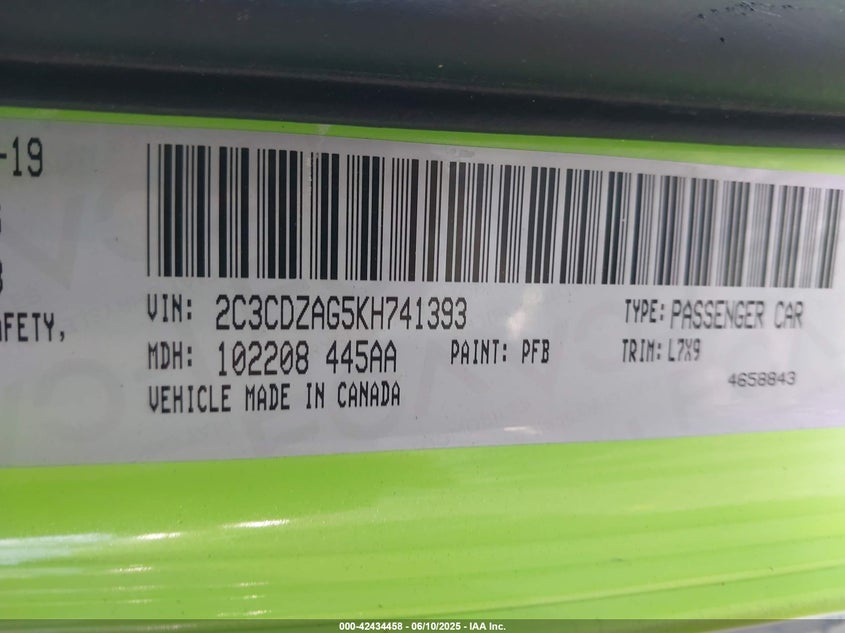 -19
VIN: 2C3CDZAG5KH741393 TYPE: PASSENGER CAR
AFETY,
MDH: 102208 445AA PAINT: PFB TRIM: L7X9
4658843
VEHICLE MADE IN CANADA
000-42434458 - 06/10/2025 - IAA Inc.